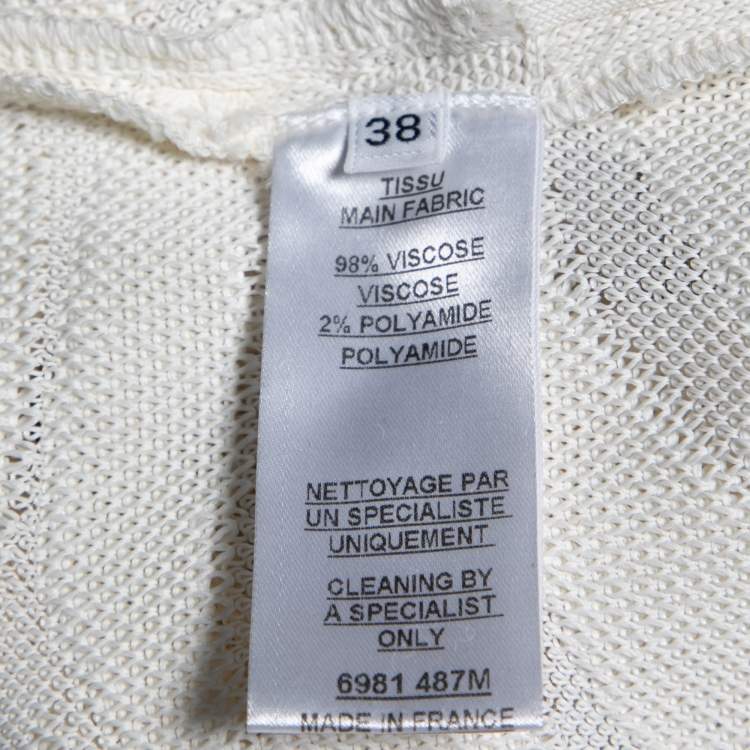 38
TISSU
MAIN FABRIC
98% VISCOSE
VISCOSE
2% POLYAMIDE
POLYAMIDE
NETTOYAGE PAR
UN SPECIALISTE
UNIQUEMENT
CLEANING BY
A SPECIALIST
ONLY
6981 487M
MADE IN FRANCE